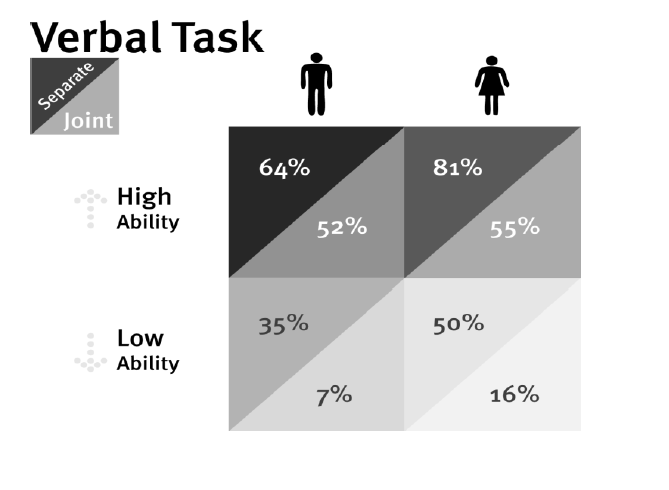 Verbal Task
Separate
Joint
64%
81%
High
Ability
52%
55%
35%
50%
Low
Ability
7%
16%